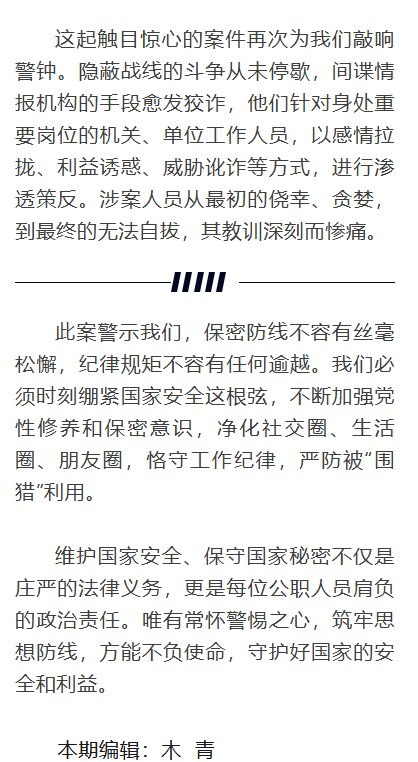 这起触目惊心的案件再次为我们敲响
警钟。隐蔽战线的斗争从未停歇，间谍情
报机构的手段愈发狡诈，他们针对身处重
要岗位的机关、单位工作人员，以感情拉
拢、利益诱惑、威胁讹诈等方式，进行渗
透策反。涉案人员从最初的侥幸、贪婪，
到最终的无法自拔，其教训深刻而惨痛。
此案警示我们，保密防线不容有丝毫
松懈，纪律规矩不容有任何逾越。我们必
须时刻绷紧国家安全这根弦，不断加强党
性修养和保密意识，净化社交圈、生活
圈、朋友圈，恪守工作纪律，严防被“围
猎”利用。
维护国家安全、保守国家秘密不仅是
庄严的法律义务，更是每位公职人员肩负
的政治责任。唯有常怀警惕之心，筑牢思
想防线，方能不负使命，守护好国家的安
全和利益。
本期编辑：木 青